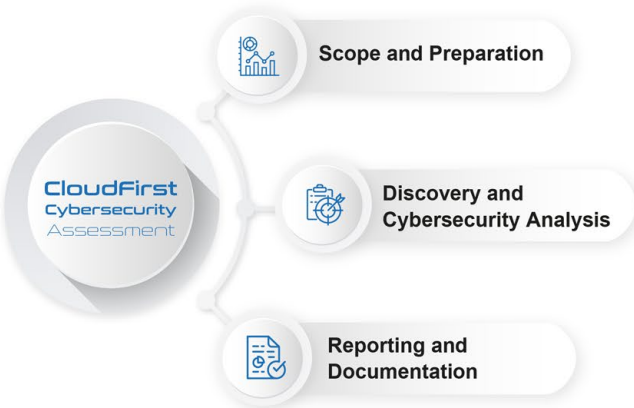 CloudFirst
Cybersecurity
Assessment
Scope and Preparation
Discovery and
Cybersecurity Analysis
Reporting and
Documentation